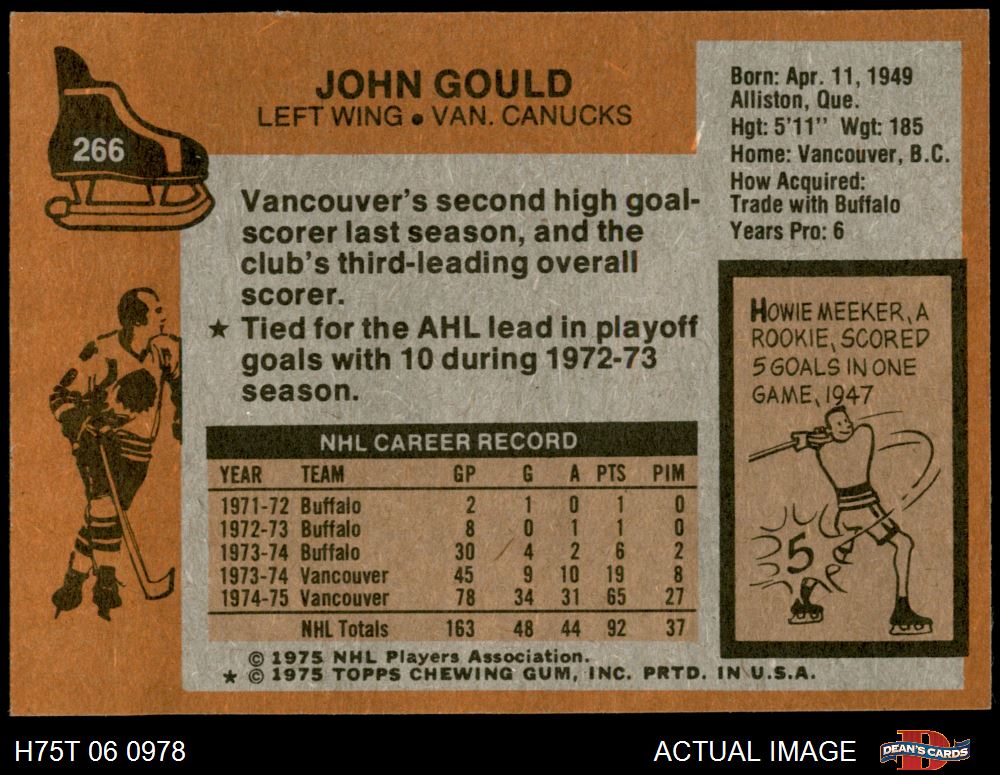 266
JOHN GOULD
LEFT WING • VAN. CANUCKS
Born: Apr. 11, 1949
Alliston, Que.
Hgt: 5'11" Wgt: 185
Home: Vancouver, B.C.
How Acquired:
Trade with Buffalo
Years Pro: 6
Vancouver's second high goal-
scorer last season, and the
club's third-leading overall
scorer.
★ Tied for the AHL lead in playoff
goals with 10 during 1972-73
season.
HOWIE MEEKER, A
ROOKIE, SCORED
5 GOALS IN ONE
GAME, 1947
5
NHL CAREER RECORD
YEAR TEAM GP G A PTS PIM
1971-72 Buffalo 2 1 0 1 0
1972-73 Buffalo 8 0 1 1 0
1973-74 Buffalo 30 4 2 6 2
1973-74 Vancouver 45 9 10 19 8
1974-75 Vancouver 78 34 31 65 27
NHL Totals 163 48 44 92 37
© 1975 NHL Players Association.
★ © 1975 TOPPS CHEWING GUM, INC. PRTD. IN U.S.A.
H75T 06 0978
ACTUAL IMAGE
D
DEAN'S CARDS